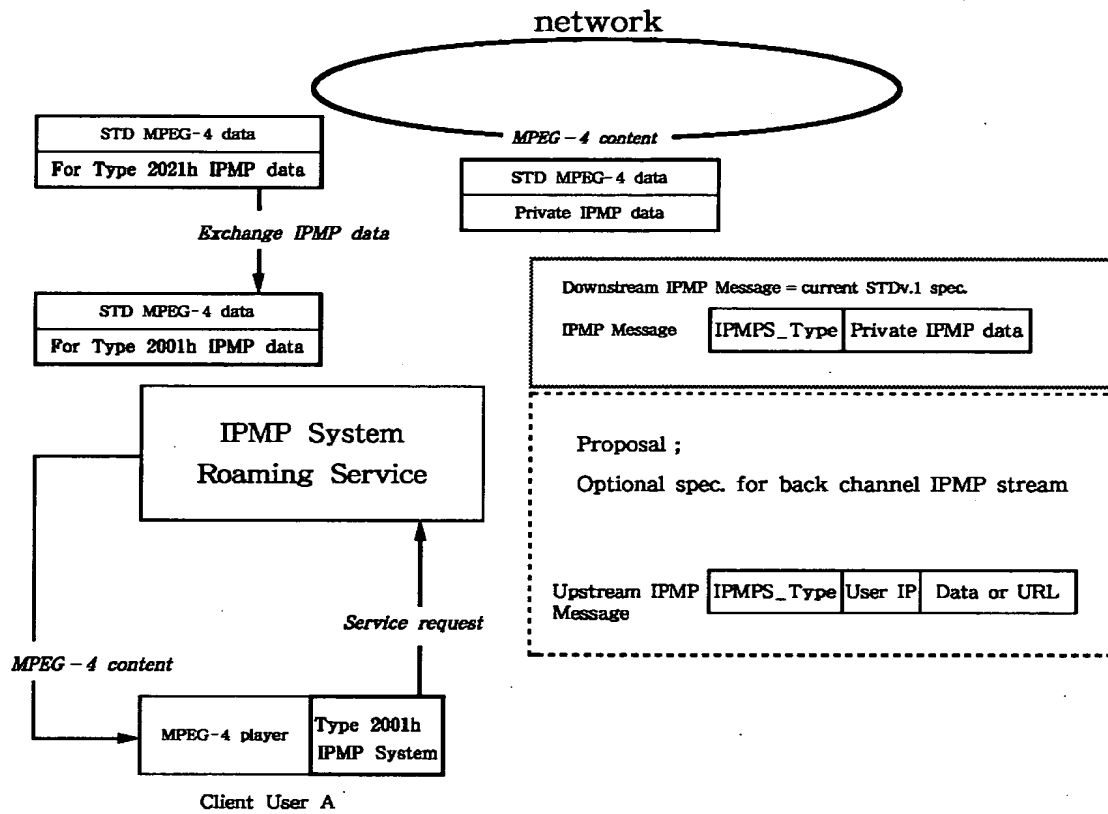 network
MPEG-4 content
STD MPEG-4 data
For Type 2021h IPMP data
STD MPEG-4 data
Private IPMP data
Exchange IPMP data
STD MPEG-4 data
For Type 2001h IPMP data
Downstream IPMP Message = current STDv.1 spec.
IPMP Message IPMPS_Type Private IPMP data
IPMP System
Roaming Service
Proposal ;
Optional spec. for back channel IPMP stream
Upstream IPMP
Message
IPMPS_Type User IP Data or URL
Service request
MPEG-4 content
MPEG-4 player
Type 2001h
IPMP System
Client User A